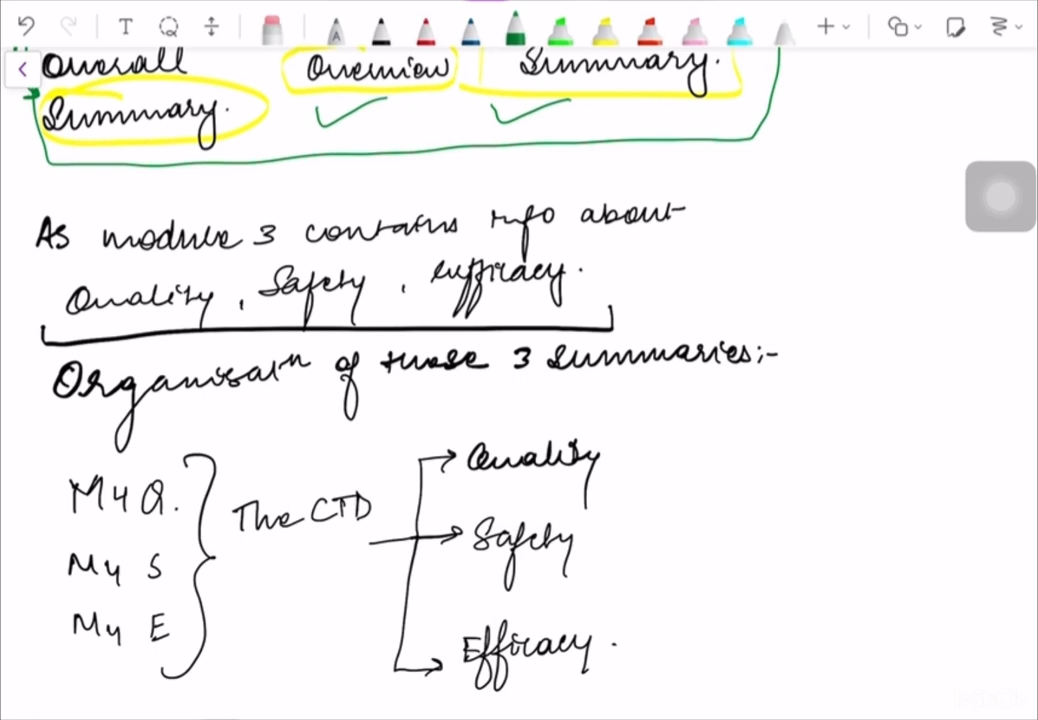 T
A
Overall Overview Summary.
Summary.
As module 3 contains info about
Quality, Safety, efficacy.
Organisatn of these 3 summaries:-
M4 Q.
M4 S
M4 E
The CTD
Quality
Safety
Efficacy.